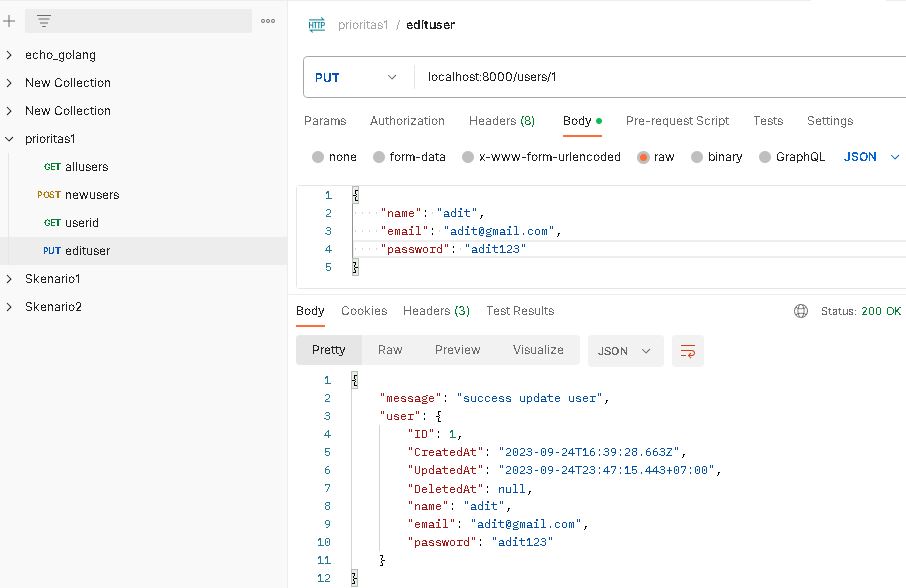 HTTP prioritas1 / edituser
echo_golang
New Collection
New Collection
prioritas1
GET allusers
POST newusers
GET userid
PUT edituser
Skenario1
Skenario2
PUT localhost:8000/users/1
Params Authorization Headers (8) Body Pre-request Script Tests Settings
none form-data x-www-form-urlencoded raw binary GraphQL JSON
1 {
2 "name": "adit",
3 "email": "adit@gmail.com",
4 "password": "adit123"
5 }
Body Cookies Headers (3) Test Results Status: 200 OK
Pretty Raw Preview Visualize JSON
1 {
2 "message": "success update user",
3 "user": {
4 "ID": 1,
5 "CreatedAt": "2023-09-24T16:39:28.663Z",
6 "UpdatedAt": "2023-09-24T23:47:15.443+07:00",
7 "DeletedAt": null,
8 "name": "adit",
9 "email": "adit@gmail.com",
10 "password": "adit123"
11 }
12 }